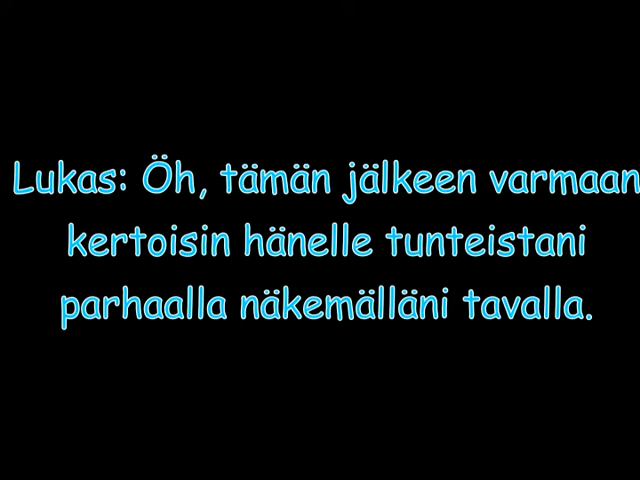 Lukas: Öh, tämän jälkeen varmaan
kertoisin hänelle tunteistani
parhaalla näkemälläni tavalla.